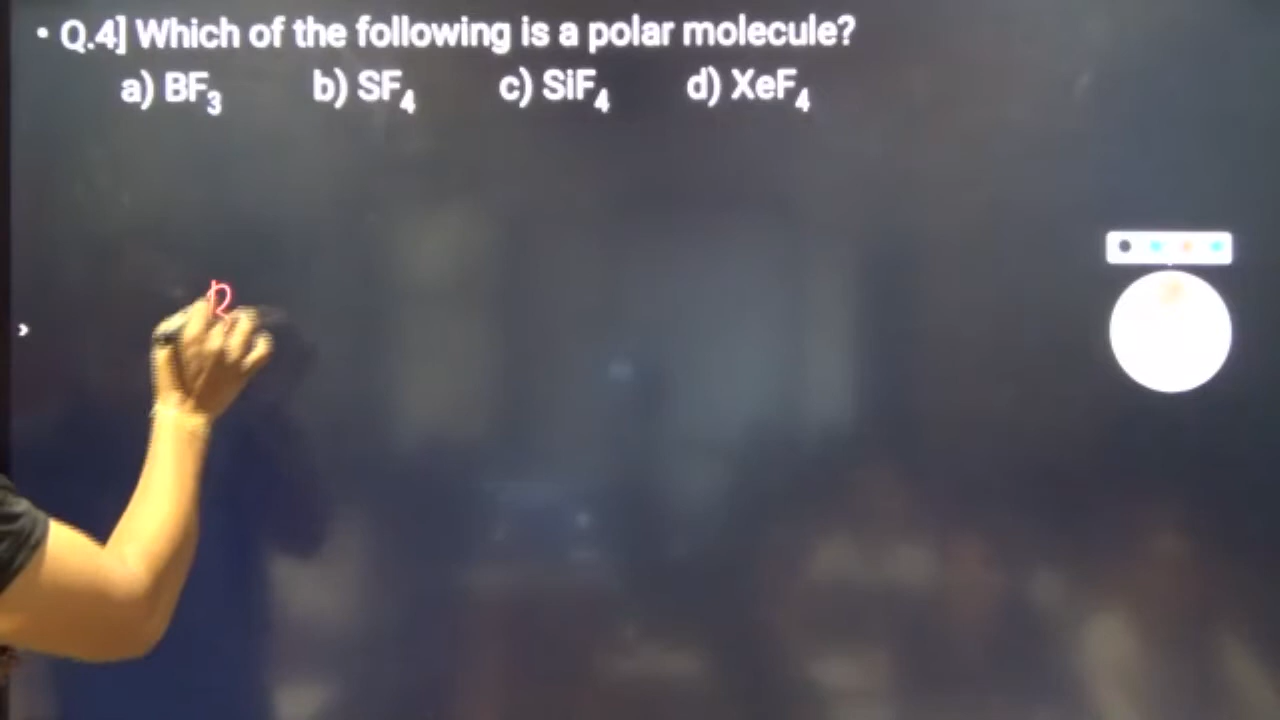 • Q.4] Which of the following is a polar molecule?
a) BF₃ b) SF₄ c) SiF₄ d) XeF₄
B